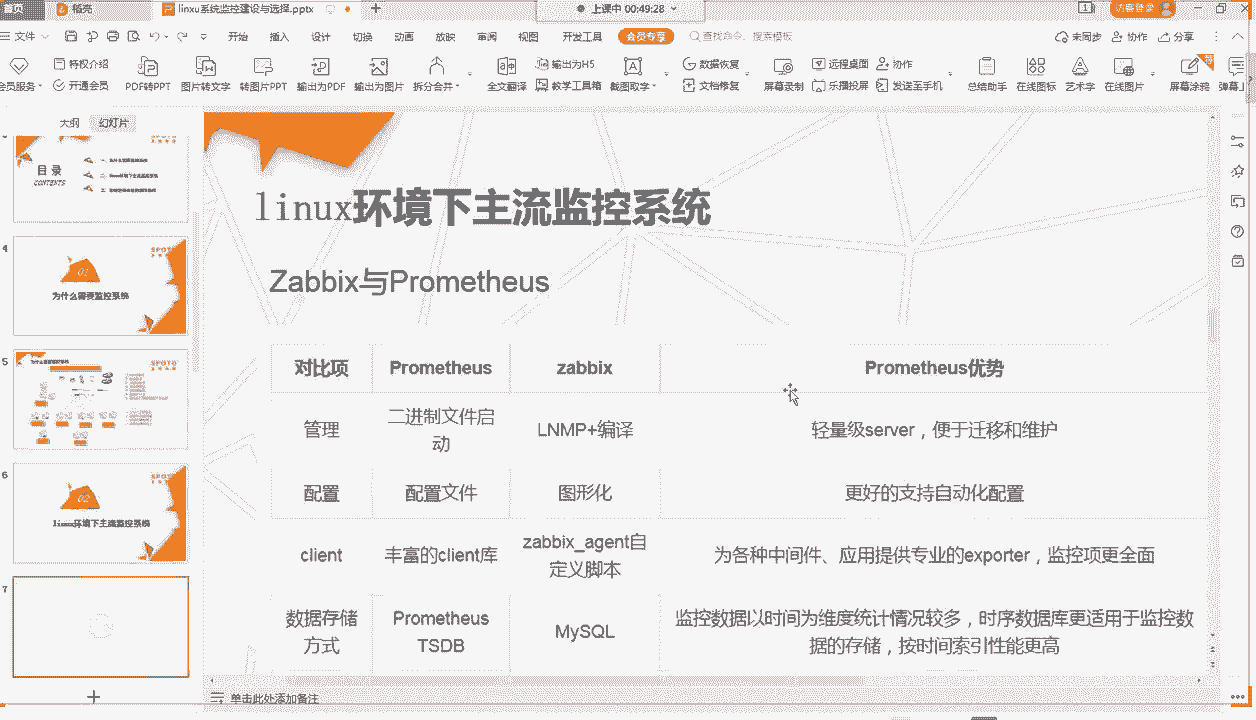 首页 稻壳 linxu系统监控建设与选择.pptx + 上课中 00:49:28 1 访客登录
文件 开始 插入 设计 切换 动画 放映 审阅 视图 开发工具 会员专享 查找命令、搜索模板 未同步 协作 分享
特权介绍 输出为H5 数据恢复 远程桌面 协作
会员服务 开通会员 PDF转PPT 图片转文字 转图片PPT 输出为PDF 输出为图片 拆分合并 全文翻译 教学工具箱 截图取字 文档修复 屏幕录制 乐播投屏 发送至手机 总结助手 在线图标 艺术字 在线图片 屏幕涂鸦 弹幕工
大纲 幻灯片
目录
CONTENTS
4
01
为什么需要监控系统
SPOTO
5
为什么需要监控系统
SPOTO
6
02
linux环境下主流监控系统
SPOTO
7
linux环境下主流监控系统
Zabbix与Prometheus
对比项 Prometheus zabbix Prometheus优势
管理 二进制文件启动 LNMP+编译 轻量级server，便于迁移和维护
配置 配置文件 图形化 更好的支持自动化配置
client 丰富的client库 zabbix_agent自定义脚本 为各种中间件、应用提供专业的exporter，监控项更全面
数据存储方式 Prometheus TSDB MySQL 监控数据以时间为维度统计情况较多，时序数据库更适用于监控数据的存储，按时间索引性能更高
单击此处添加备注